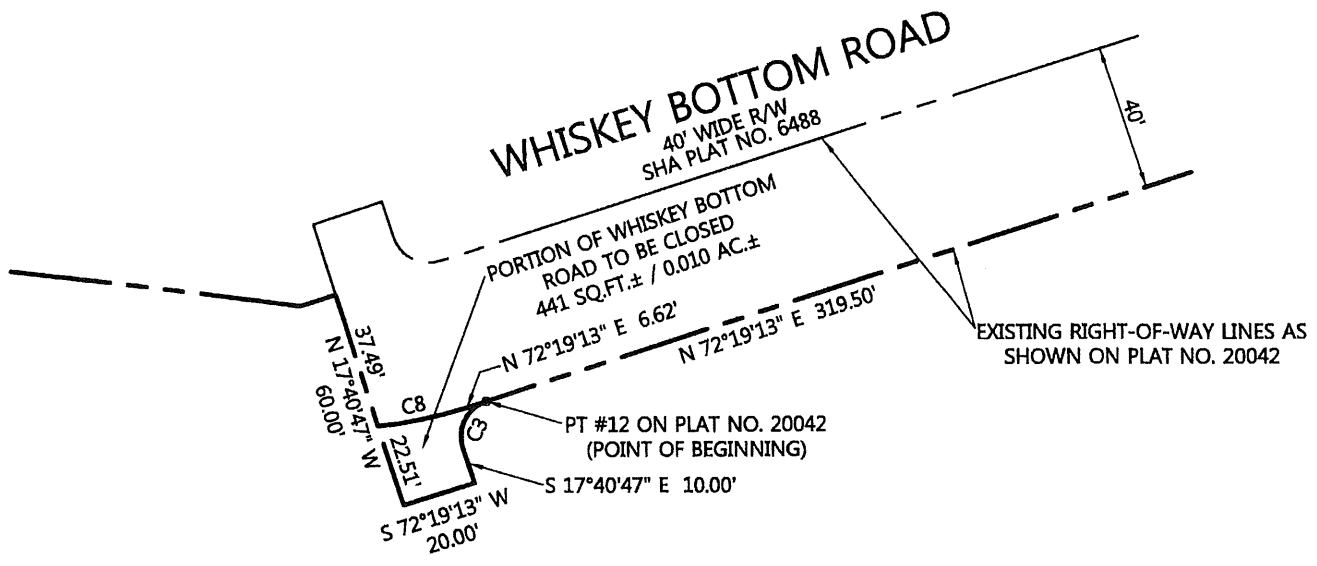 WHISKEY BOTTOM ROAD
40' WIDE R/W
SHA PLAT NO. 6488
40'
PORTION OF WHISKEY BOTTOM
ROAD TO BE CLOSED
441 SQ.FT.± / 0.010 AC.±
N 72°19'13" E 6.62'
N 72°19'13" E 319.50'
EXISTING RIGHT-OF-WAY LINES AS
SHOWN ON PLAT NO. 20042
37.49'
N 17°40'47" W
60.00'
C8
C3
22.51'
PT #12 ON PLAT NO. 20042
(POINT OF BEGINNING)
S 17°40'47" E 10.00'
S 72°19'13" W
20.00'